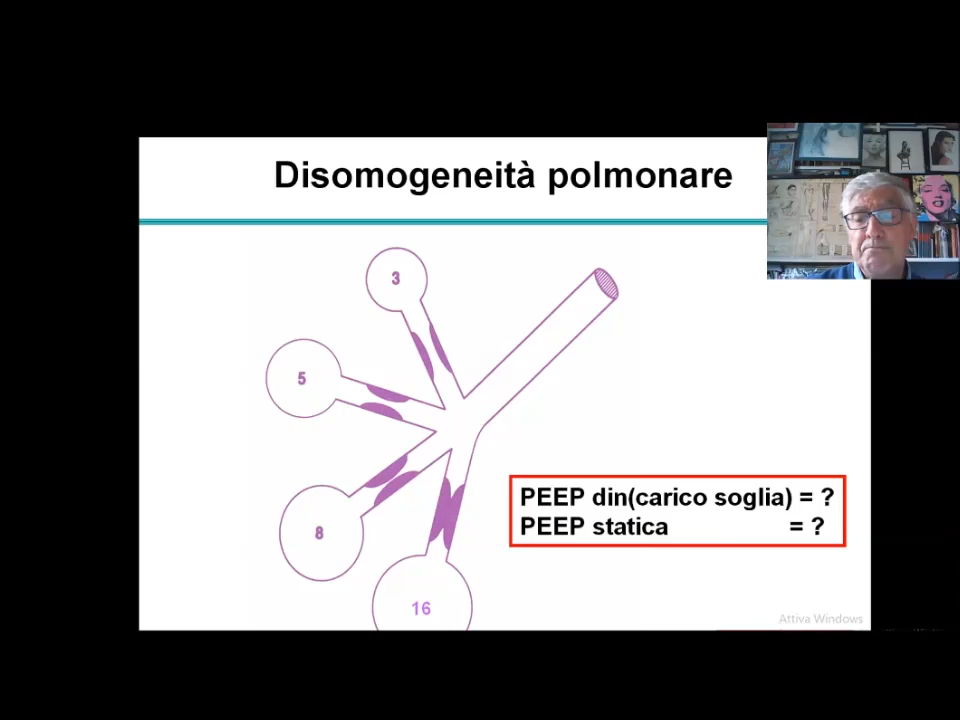 Disomogeneità polmonare
3
5
8
16
PEEP din(carico soglia) = ?
PEEP statica = ?
Attiva Windows